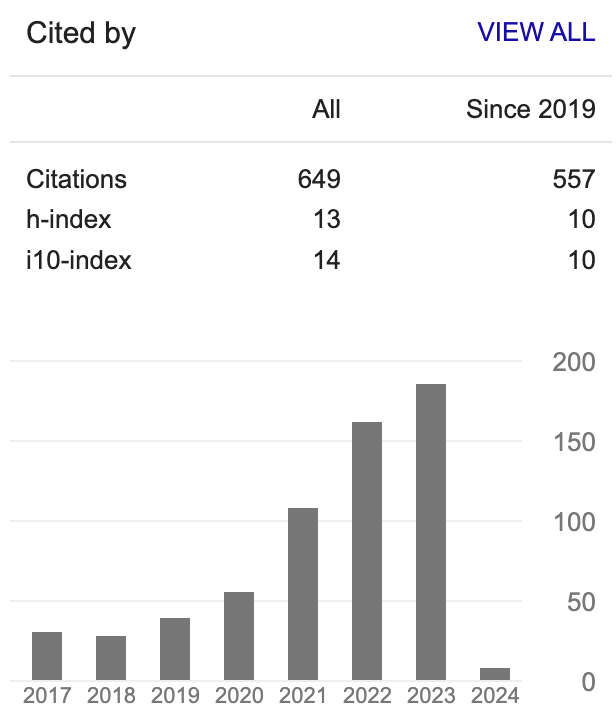 Cited by VIEW ALL
All Since 2019
Citations 649 557
h-index 13 10
i10-index 14 10
200
150
100
50
0
2017 2018 2019 2020 2021 2022 2023 2024